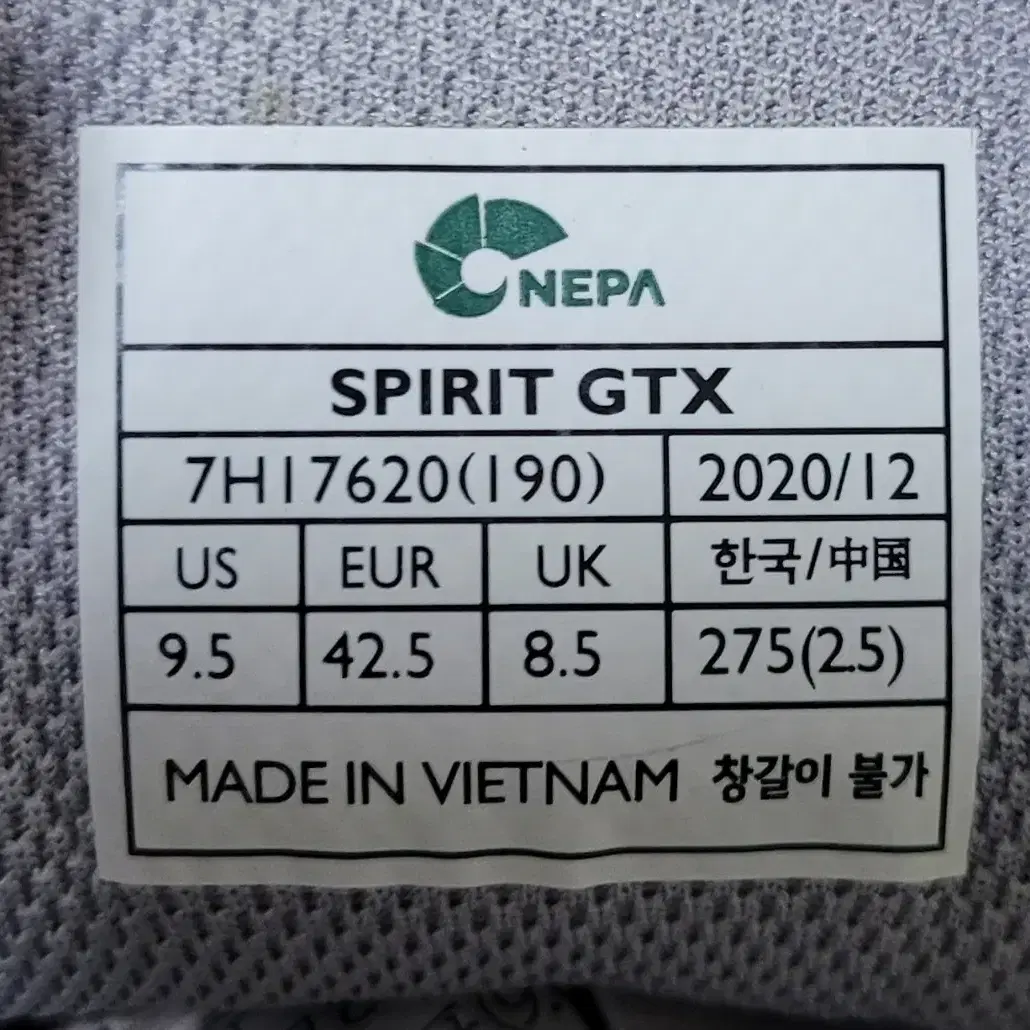 NEPA
SPIRIT GTX
7H17620(190) 2020/12
US EUR UK 한국/中国
9.5 42.5 8.5 275(2.5)
MADE IN VIETNAM 창갈이 불가